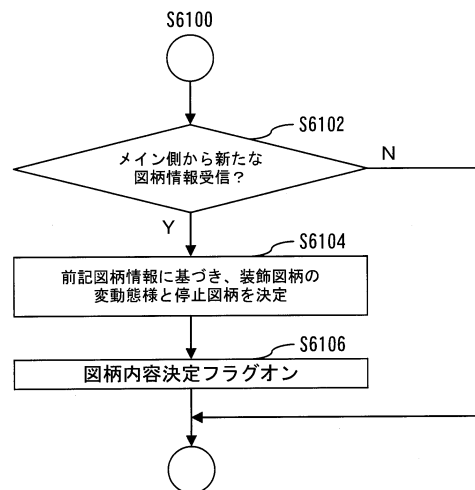 S6100
S6102
メイン側から新たな
図柄情報受信?
N
Y
S6104
前記図柄情報に基づき、装飾図柄の
変動態様と停止図柄を決定
S6106
図柄内容決定フラグオン